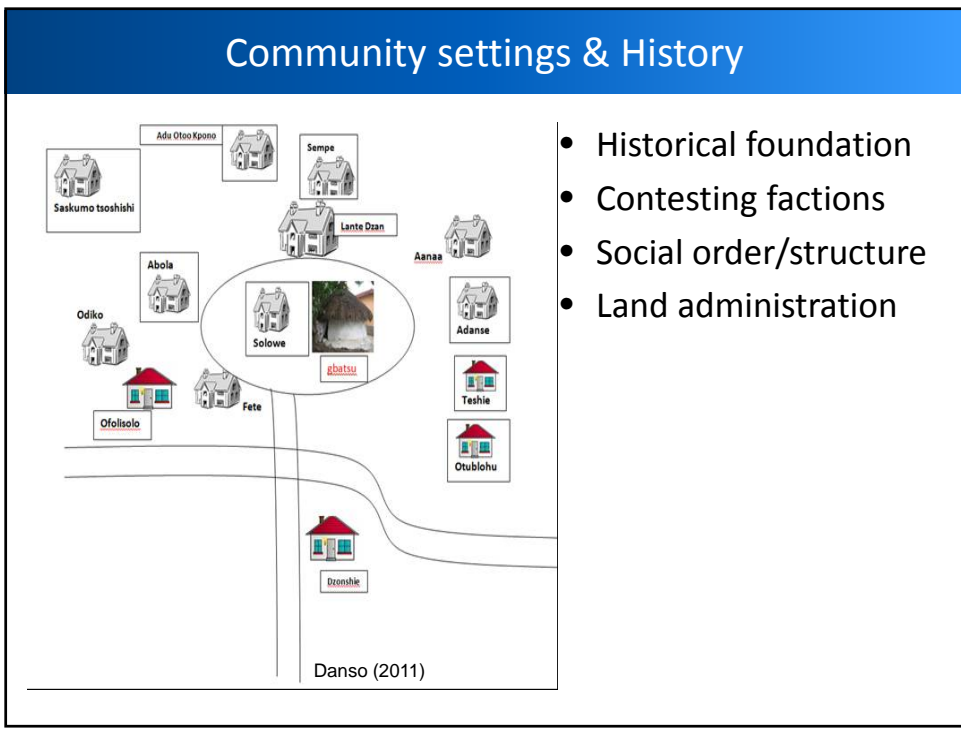 Community settings & History
Adu Otoo Kpono
Sempe
Saskumo tsoshishi
Lante Dzan
Aanaa
Abola
Odiko
Solowe
gbatsu
Adanse
Teshie
Fete
Ofolisolo
Otublohu
Dzonshie
Danso (2011)
• Historical foundation
• Contesting factions
• Social order/structure
• Land administration